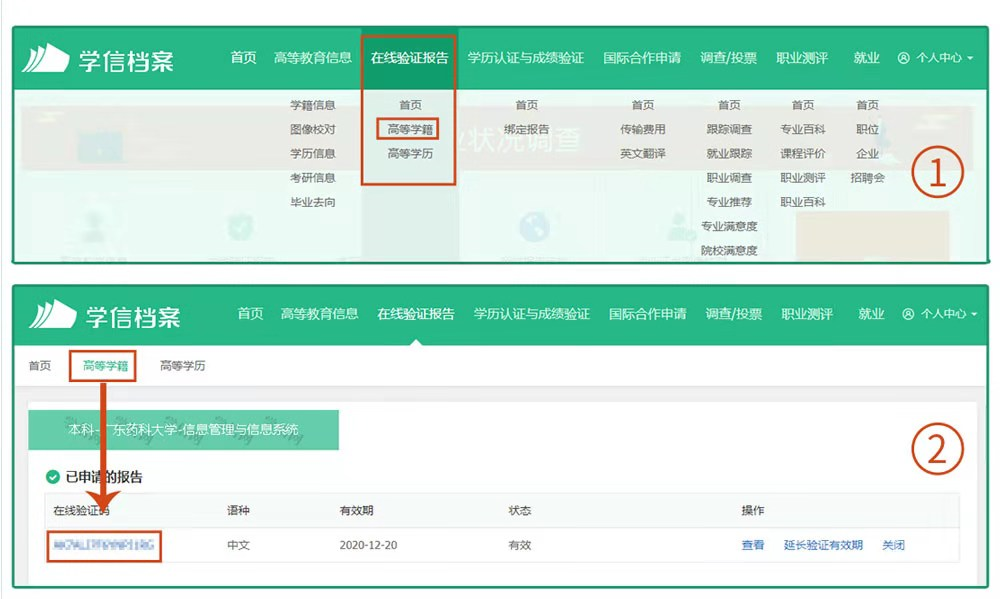 学信档案
首页 高等教育信息 在线验证报告 学历认证与成绩验证 国际合作申请 调查/投票 职业测评 就业 个人中心
学籍信息 首页 首页 首页 首页 首页 首页
图像校对 高等学籍 绑定报告 传输费用 跟踪调查 专业百科 职位
学历信息 高等学历 英文翻译 就业跟踪 课程评价 企业
考研信息 职业调查 职业测评 招聘会
毕业去向 专业推荐 职业百科
专业满意度
院校满意度
业状况调查
①
学信档案
首页 高等教育信息 在线验证报告 学历认证与成绩验证 国际合作申请 调查/投票 职业测评 就业 个人中心
首页 高等学籍 高等学历
本科-广东药科大学-信息管理与信息系统
②
已申请的报告
在线验证码 语种 有效期 状态 操作
中文 2020-12-20 有效 查看 延长验证有效期 关闭